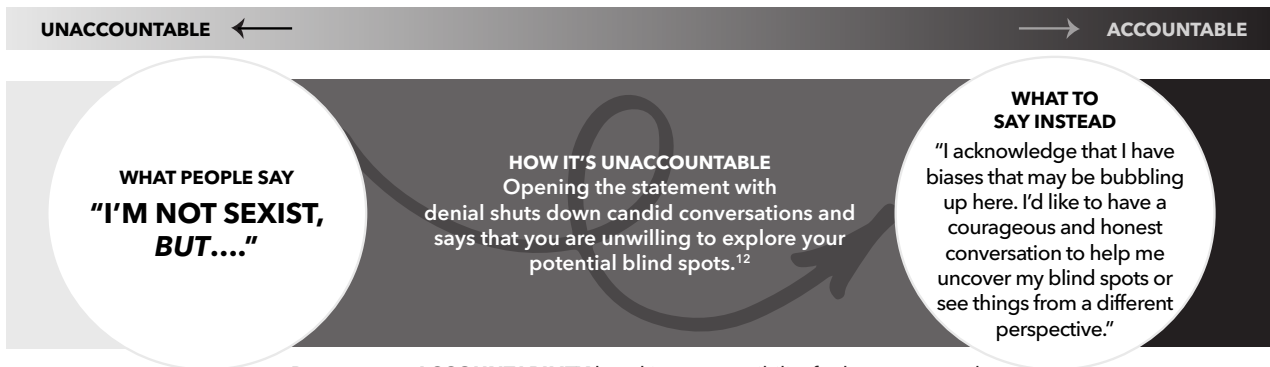 UNACCOUNTABLE
ACCOUNTABLE
WHAT PEOPLE SAY
"I'M NOT SEXIST,
BUT…."
HOW IT'S UNACCOUNTABLE
Opening the statement with
denial shuts down candid conversations and
says that you are unwilling to explore your
potential blind spots.12
WHAT TO
SAY INSTEAD
"I acknowledge that I have
biases that may be bubbling
up here. I'd like to have a
courageous and honest
conversation to help me
uncover my blind spots or
see things from a different
perspective."